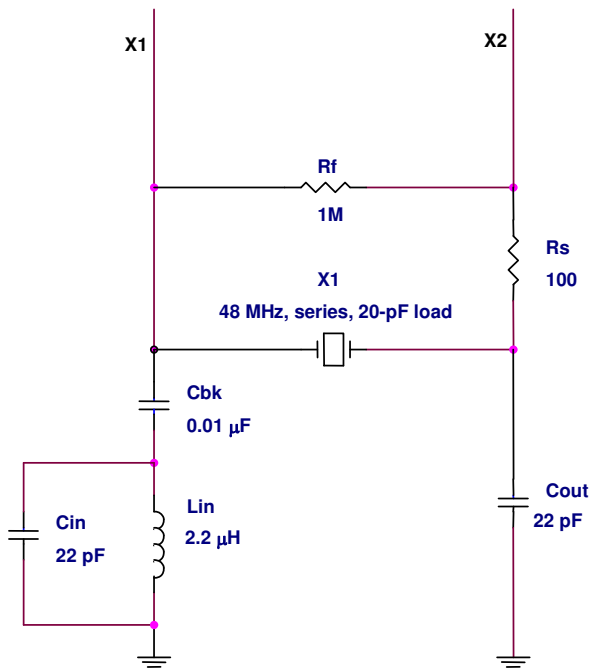 X1
X2
Rf
1M
Rs
100
X1
48 MHz, series, 20-pF load
Cbk
0.01 µF
Lin
2.2 µH
Cin
22 pF
Cout
22 pF